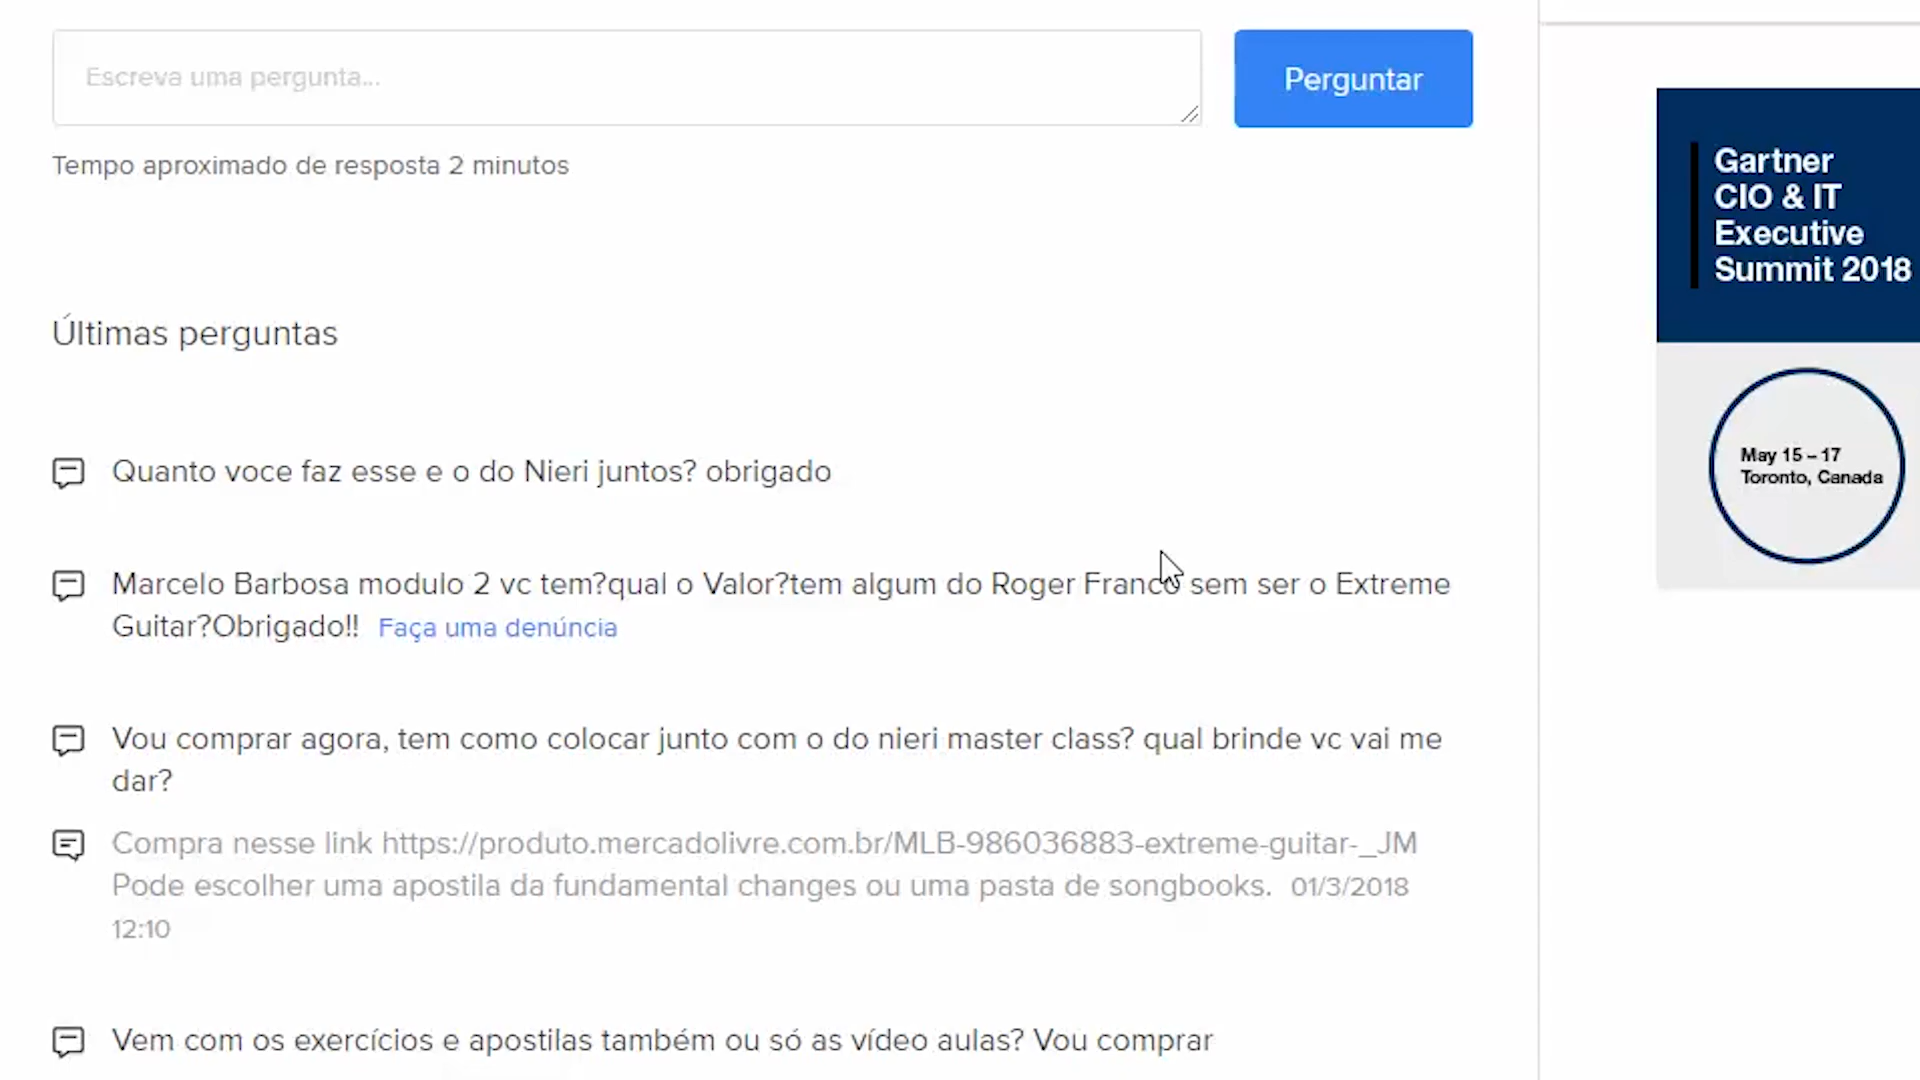 Escreva uma pergunta...
Perguntar
Tempo aproximado de resposta 2 minutos
Últimas perguntas
Quanto voce faz esse e o do Nieri juntos? obrigado
Marcelo Barbosa modulo 2 vc tem?qual o Valor?tem algum do Roger Franco sem ser o Extreme
Guitar?Obrigado!! Faça uma denúncia
Vou comprar agora, tem como colocar junto com o do nieri master class? qual brinde vc vai me
dar?
Compra nesse link https://produto.mercadolivre.com.br/MLB-986036883-extreme-guitar-_JM
Pode escolher uma apostila da fundamental changes ou uma pasta de songbooks. 01/3/2018
12:10
Vem com os exercícios e apostilas também ou só as vídeo aulas? Vou comprar
Gartner
CIO & IT
Executive
Summit 2018
May 15 – 17
Toronto, Canada